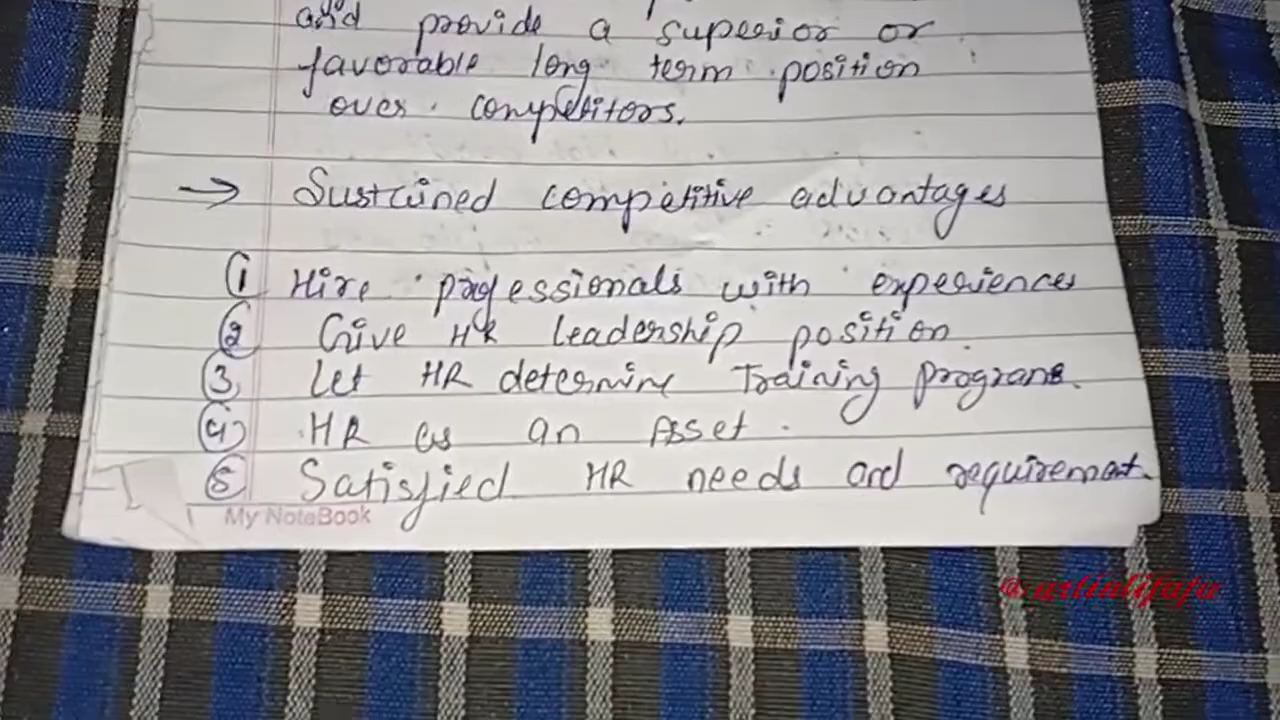 and provide a superior or
favorable long term position
over competitors.
→ Sustained competitive advantages
① Hire professionals with experiences
② Give HR leadership position.
③ Let HR determine Training programs.
④ HR as an Asset.
⑤ Satisfied HR needs and requirement.
My NoteBook